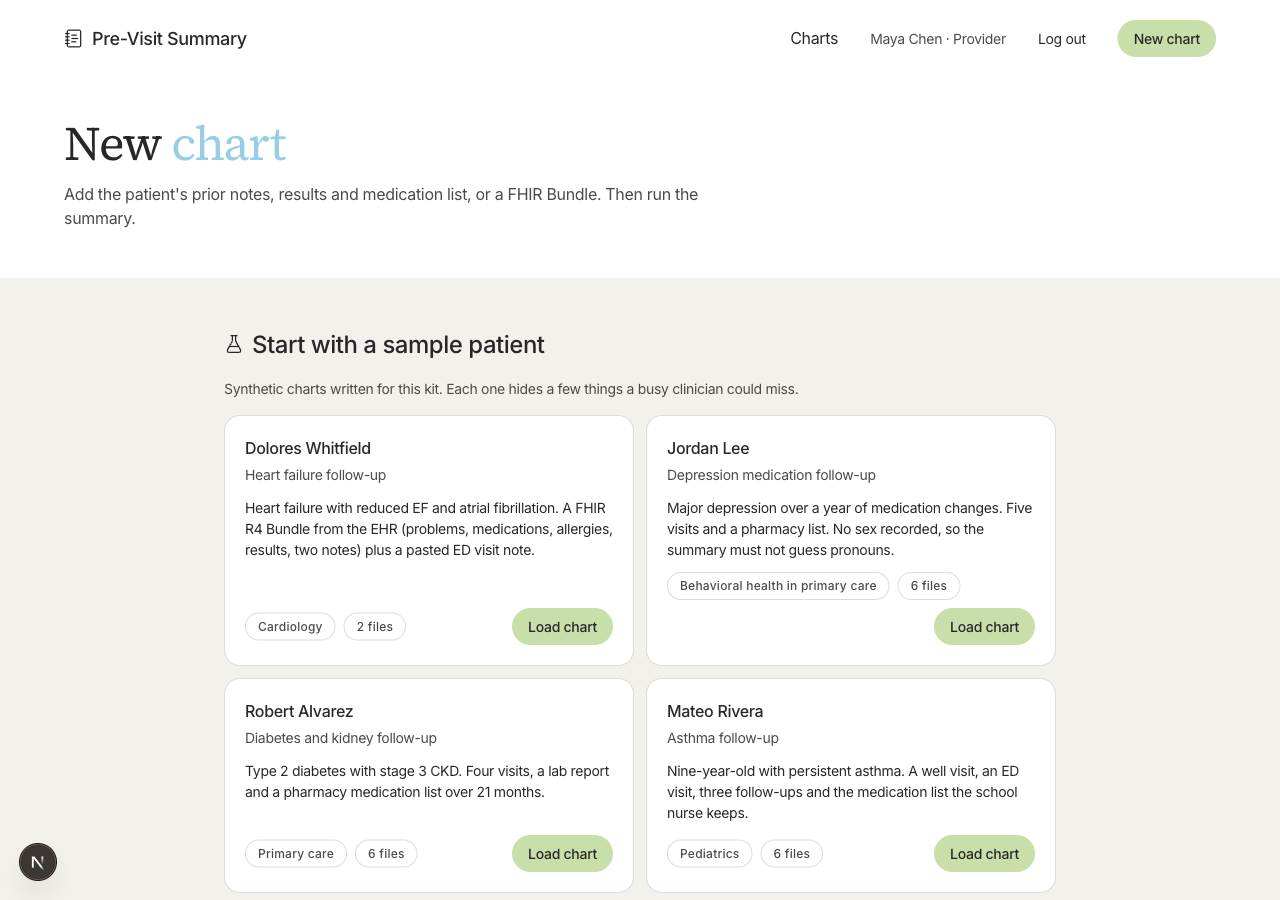 Pre-Visit Summary
Charts
Maya Chen · Provider
Log out
New chart
New chart
Add the patient's prior notes, results and medication list, or a FHIR Bundle. Then run the
summary.
Start with a sample patient
Synthetic charts written for this kit. Each one hides a few things a busy clinician could miss.
Dolores Whitfield
Heart failure follow-up
Heart failure with reduced EF and atrial fibrillation. A FHIR
R4 Bundle from the EHR (problems, medications, allergies,
results, two notes) plus a pasted ED visit note.
Cardiology
2 files
Load chart
Jordan Lee
Depression medication follow-up
Major depression over a year of medication changes. Five
visits and a pharmacy list. No sex recorded, so the
summary must not guess pronouns.
Behavioral health in primary care
6 files
Load chart
Robert Alvarez
Diabetes and kidney follow-up
Type 2 diabetes with stage 3 CKD. Four visits, a lab report
and a pharmacy medication list over 21 months.
Primary care
6 files
Load chart
Mateo Rivera
Asthma follow-up
Nine-year-old with persistent asthma. A well visit, an ED
visit, three follow-ups and the medication list the school
nurse keeps.
Pediatrics
6 files
Load chart
N